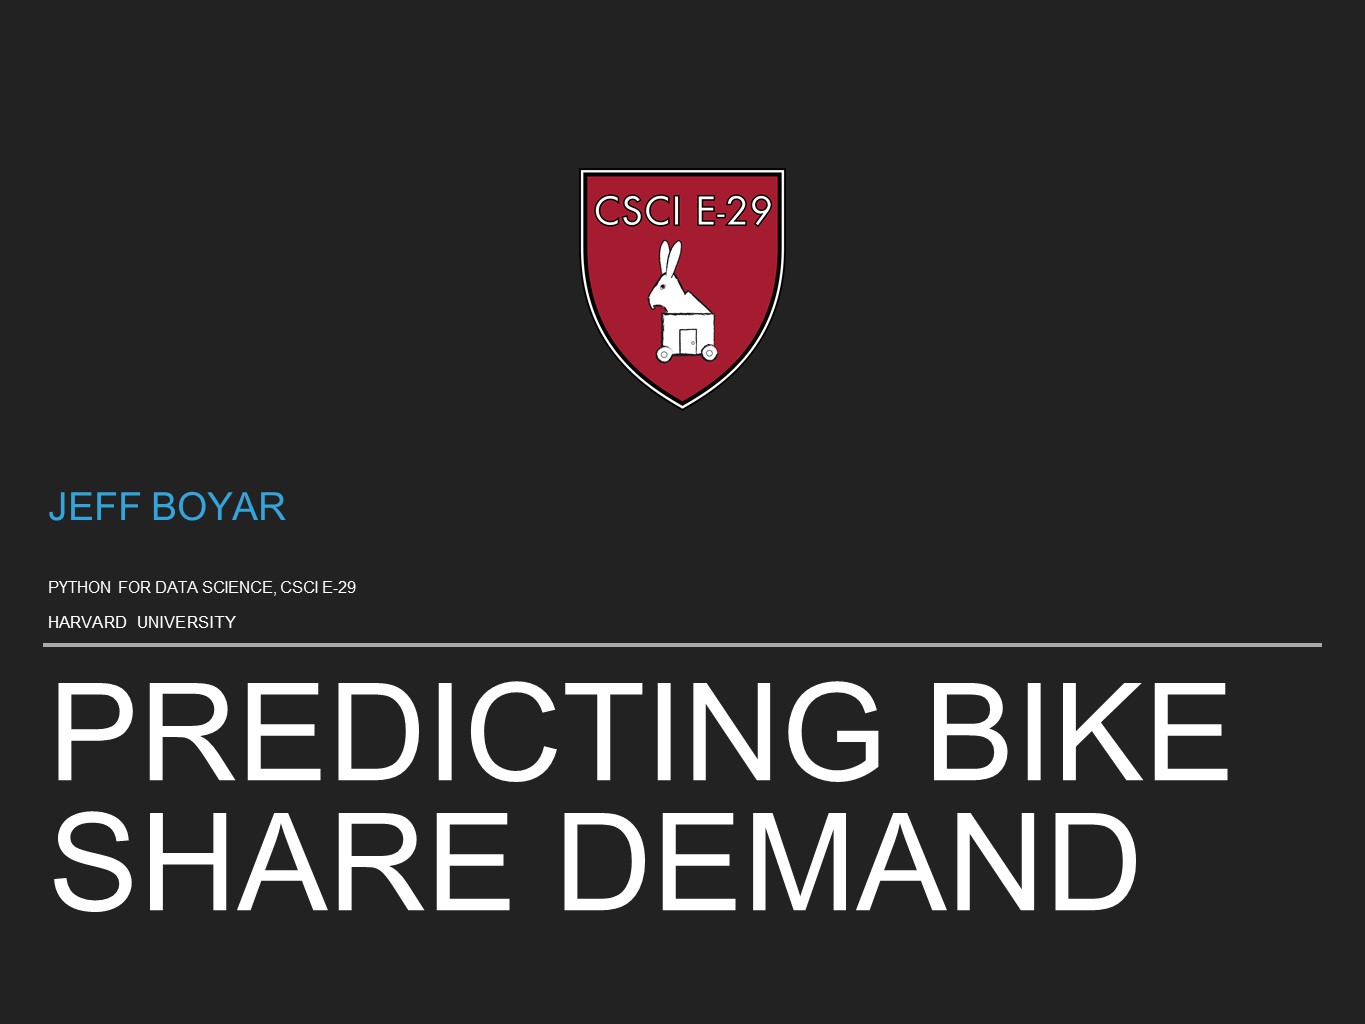 CSCI E-29
JEFF BOYAR
PYTHON FOR DATA SCIENCE, CSCI E-29
HARVARD UNIVERSITY
PREDICTING BIKE
SHARE DEMAND